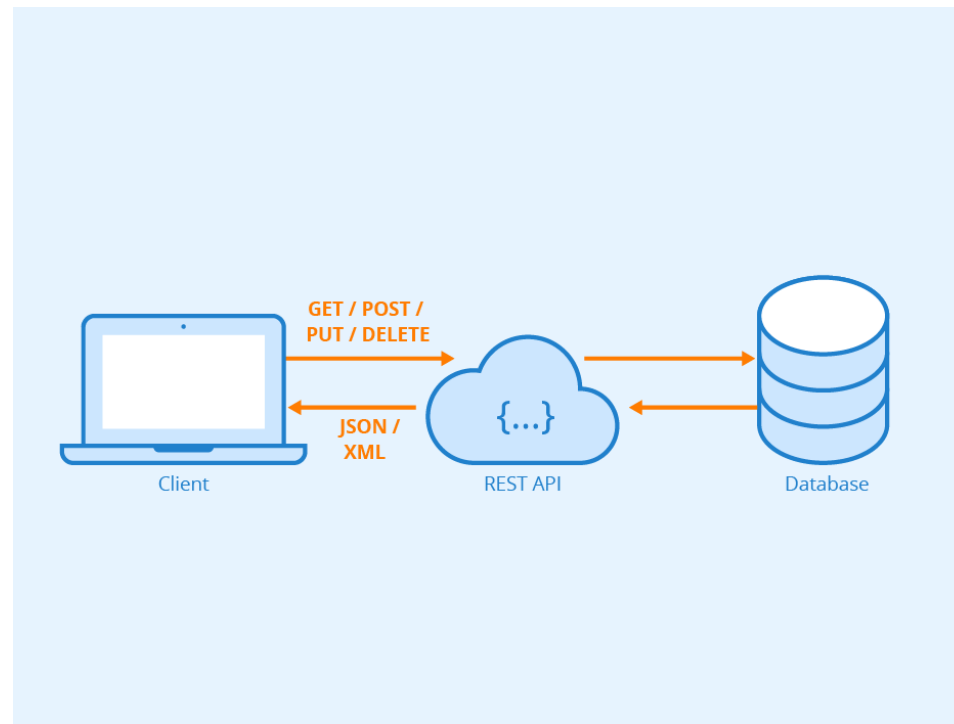 GET / POST /
PUT / DELETE
{...}
JSON /
XML
Client
REST API
Database